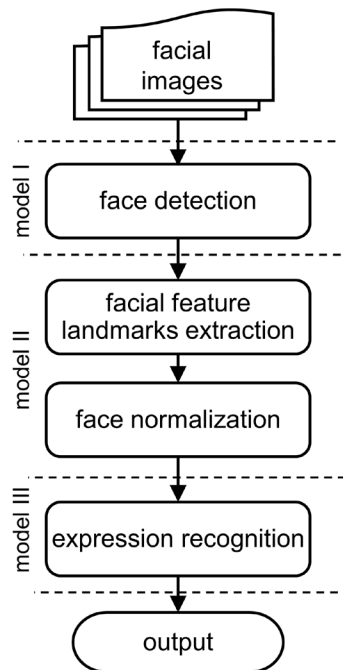 facial
images
model I
face detection
model II
facial feature
landmarks extraction
face normalization
model III
expression recognition
output